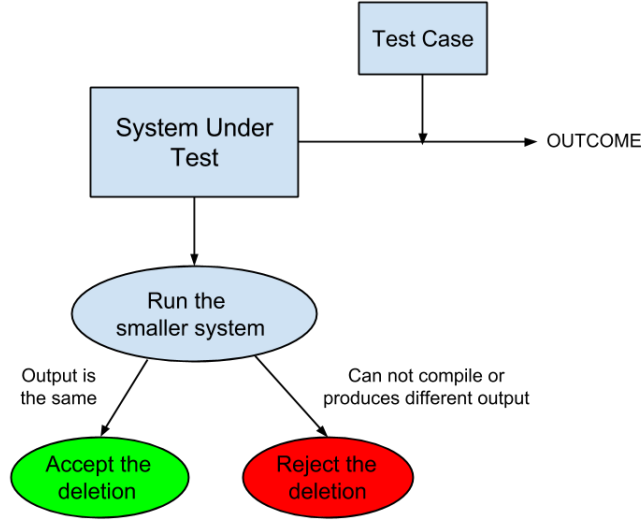 Test Case
System Under
Test
OUTCOME
Run the
smaller system
Output is
the same
Can not compile or
produces different output
Accept the
deletion
Reject the
deletion